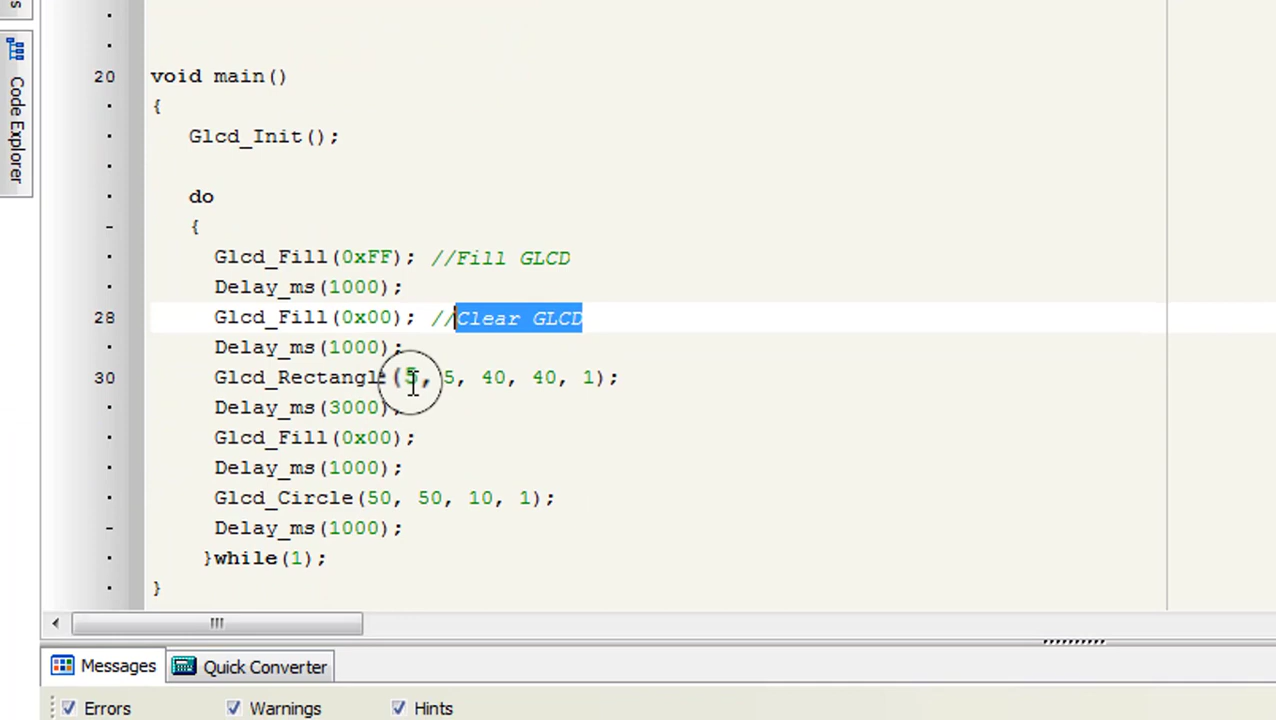 s
Code Explorer
20 void main()
{
Glcd_Init();
do
{
Glcd_Fill(0xFF); //Fill GLCD
Delay_ms(1000);
28 Glcd_Fill(0x00); //Clear GLCD
Delay_ms(1000);
30 Glcd_Rectangle(5, 5, 40, 40, 1);
Delay_ms(3000);
Glcd_Fill(0x00);
Delay_ms(1000);
Glcd_Circle(50, 50, 10, 1);
Delay_ms(1000);
}while(1);
}
Messages Quick Converter
Errors Warnings Hints